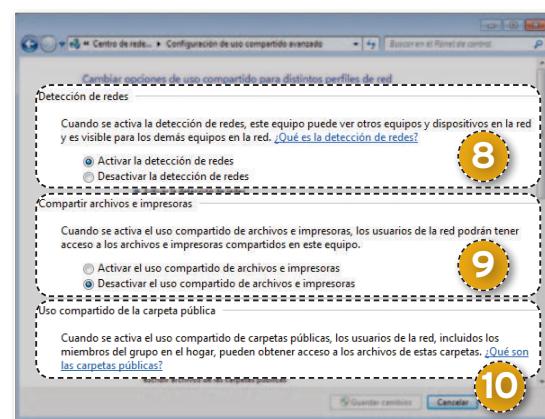 Centro de rede... ▸ Configuración de uso compartido avanzado
Buscar en el Panel de control
Cambiar opciones de uso compartido para distintos perfiles de red
Detección de redes
Cuando se activa la detección de redes, este equipo puede ver otros equipos y dispositivos en la red
y es visible para los demás equipos en la red. ¿Qué es la detección de redes?
Activar la detección de redes
Desactivar la detección de redes
8
Compartir archivos e impresoras
Cuando se activa el uso compartido de archivos e impresoras, los usuarios de la red podrán tener
acceso a los archivos e impresoras compartidos en este equipo.
Activar el uso compartido de archivos e impresoras
Desactivar el uso compartido de archivos e impresoras
9
Uso compartido de la carpeta pública
Cuando se activa el uso compartido de carpetas públicas, los usuarios de la red, incluidos los
miembros del grupo en el hogar, pueden obtener acceso a los archivos de estas carpetas. ¿Qué son
las carpetas públicas?
10
Guardar cambios Cancelar